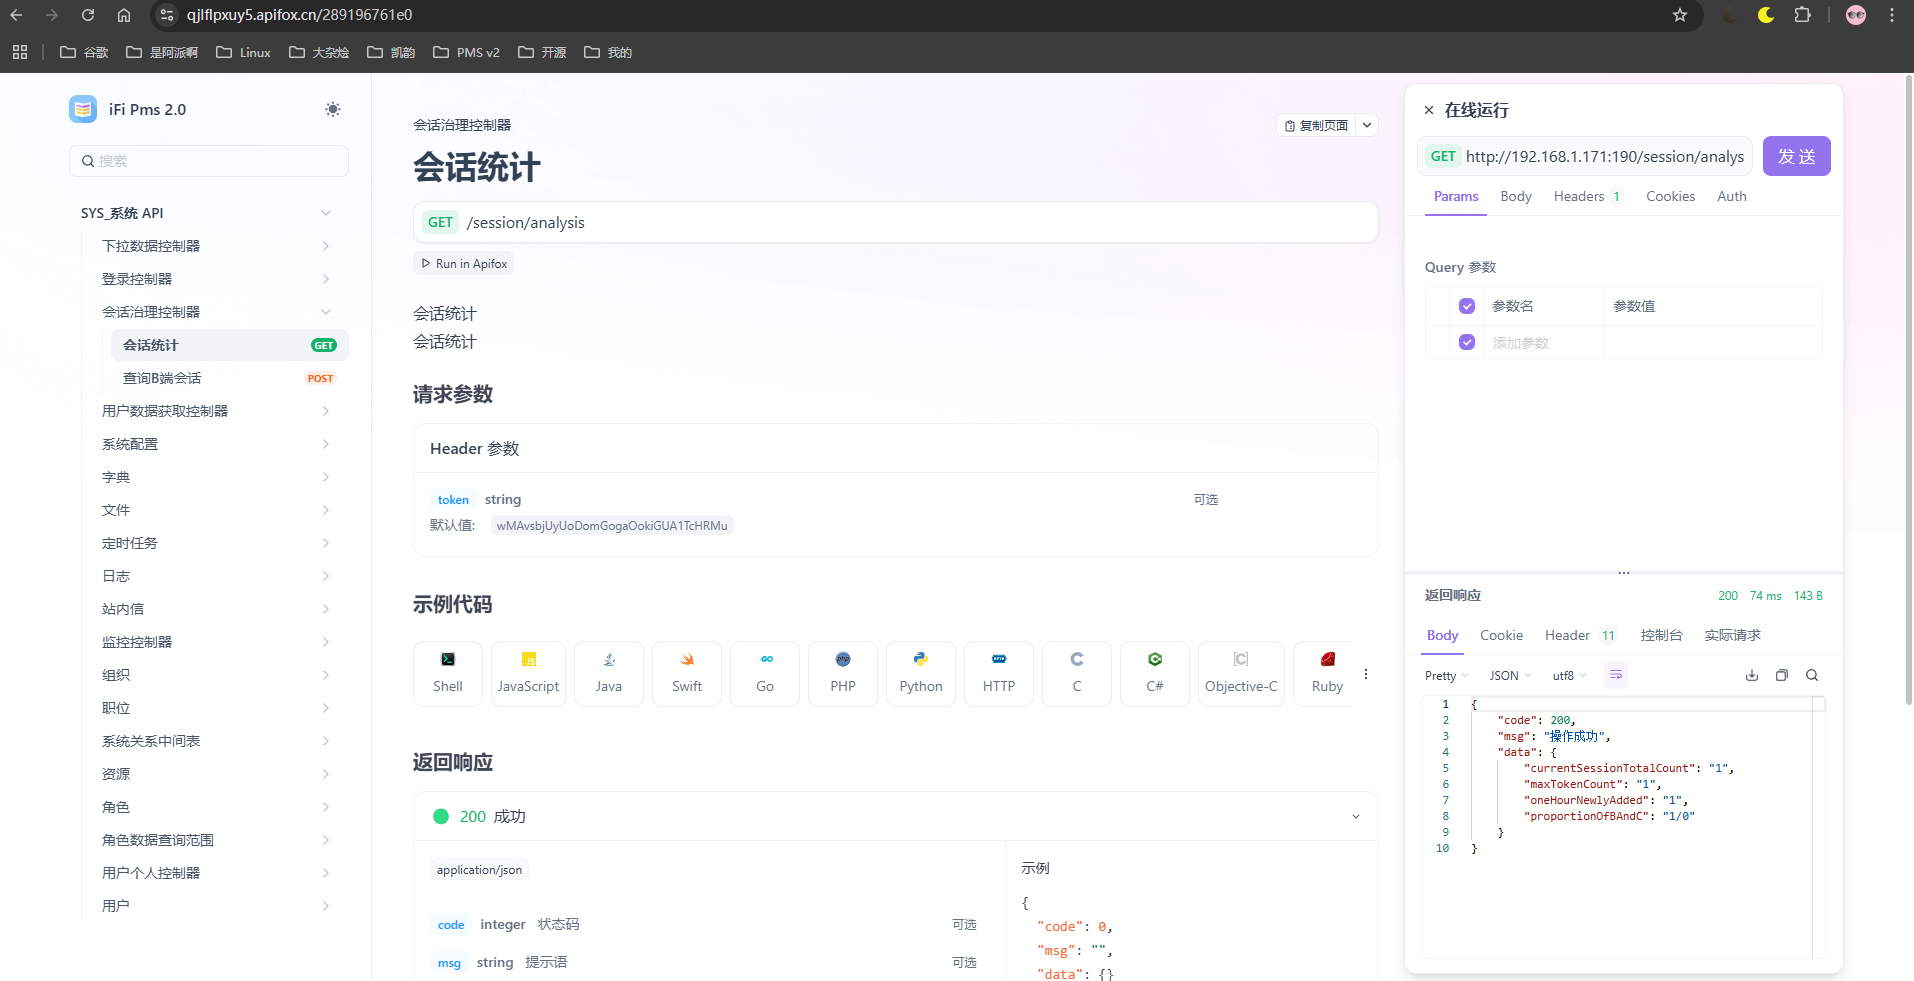 qjlflpxuy5.apifox.cn/289196761e0
谷歌
是阿派啊
Linux
大杂烩
凯韵
PMS v2
开源
我的
iFi Pms 2.0
搜索
SYS_系统 API
下拉数据控制器
登录控制器
会话治理控制器
会话统计 GET
查询B端会话 POST
用户数据获取控制器
系统配置
字典
文件
定时任务
日志
站内信
监控控制器
组织
职位
系统关系中间表
资源
角色
角色数据查询范围
用户个人控制器
用户
会话治理控制器
复制页面
会话统计
GET /session/analysis
Run in Apifox
会话统计
会话统计
请求参数
Header 参数
token string 可选
默认值: wMAvsbjUyUoDomGogaOokiGUA1TcHRMu
示例代码
Shell
JavaScript
Java
Swift
Go
PHP
Python
HTTP
C
C#
Objective-C
Ruby
返回响应
200 成功
application/json
code integer 状态码 可选
msg string 提示语 可选
示例
{
"code": 0,
"msg": "",
"data": {}
在线运行
GET http://192.168.1.171:190/session/analys
发 送
Params Body Headers 1 Cookies Auth
Query 参数
参数名 参数值
添加参数
返回响应 200 74 ms 143 B
Body Cookie Header 11 控制台 实际请求
Pretty JSON utf8
1 {
2 "code": 200,
3 "msg": "操作成功",
4 "data": {
5 "currentSessionTotalCount": "1",
6 "maxTokenCount": "1",
7 "oneHourNewlyAdded": "1",
8 "proportionOfBAndC": "1/0"
9 }
10 }